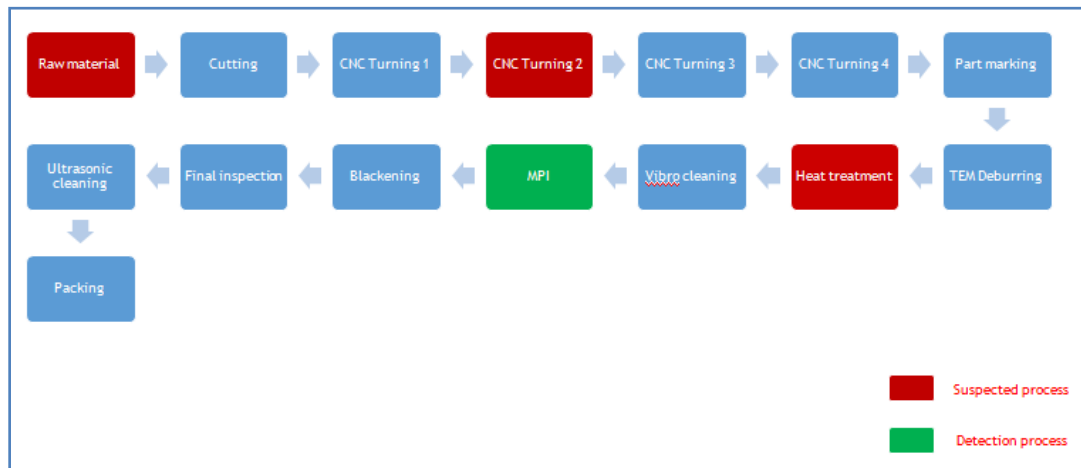 Raw material
Cutting
CNC Turning 1
CNC Turning 2
CNC Turning 3
CNC Turning 4
Part marking
Ultrasonic
cleaning
Final inspection
Blackening
MPI
Vibro cleaning
Heat treatment
TEM Deburring
Packing
Suspected process
Detection process